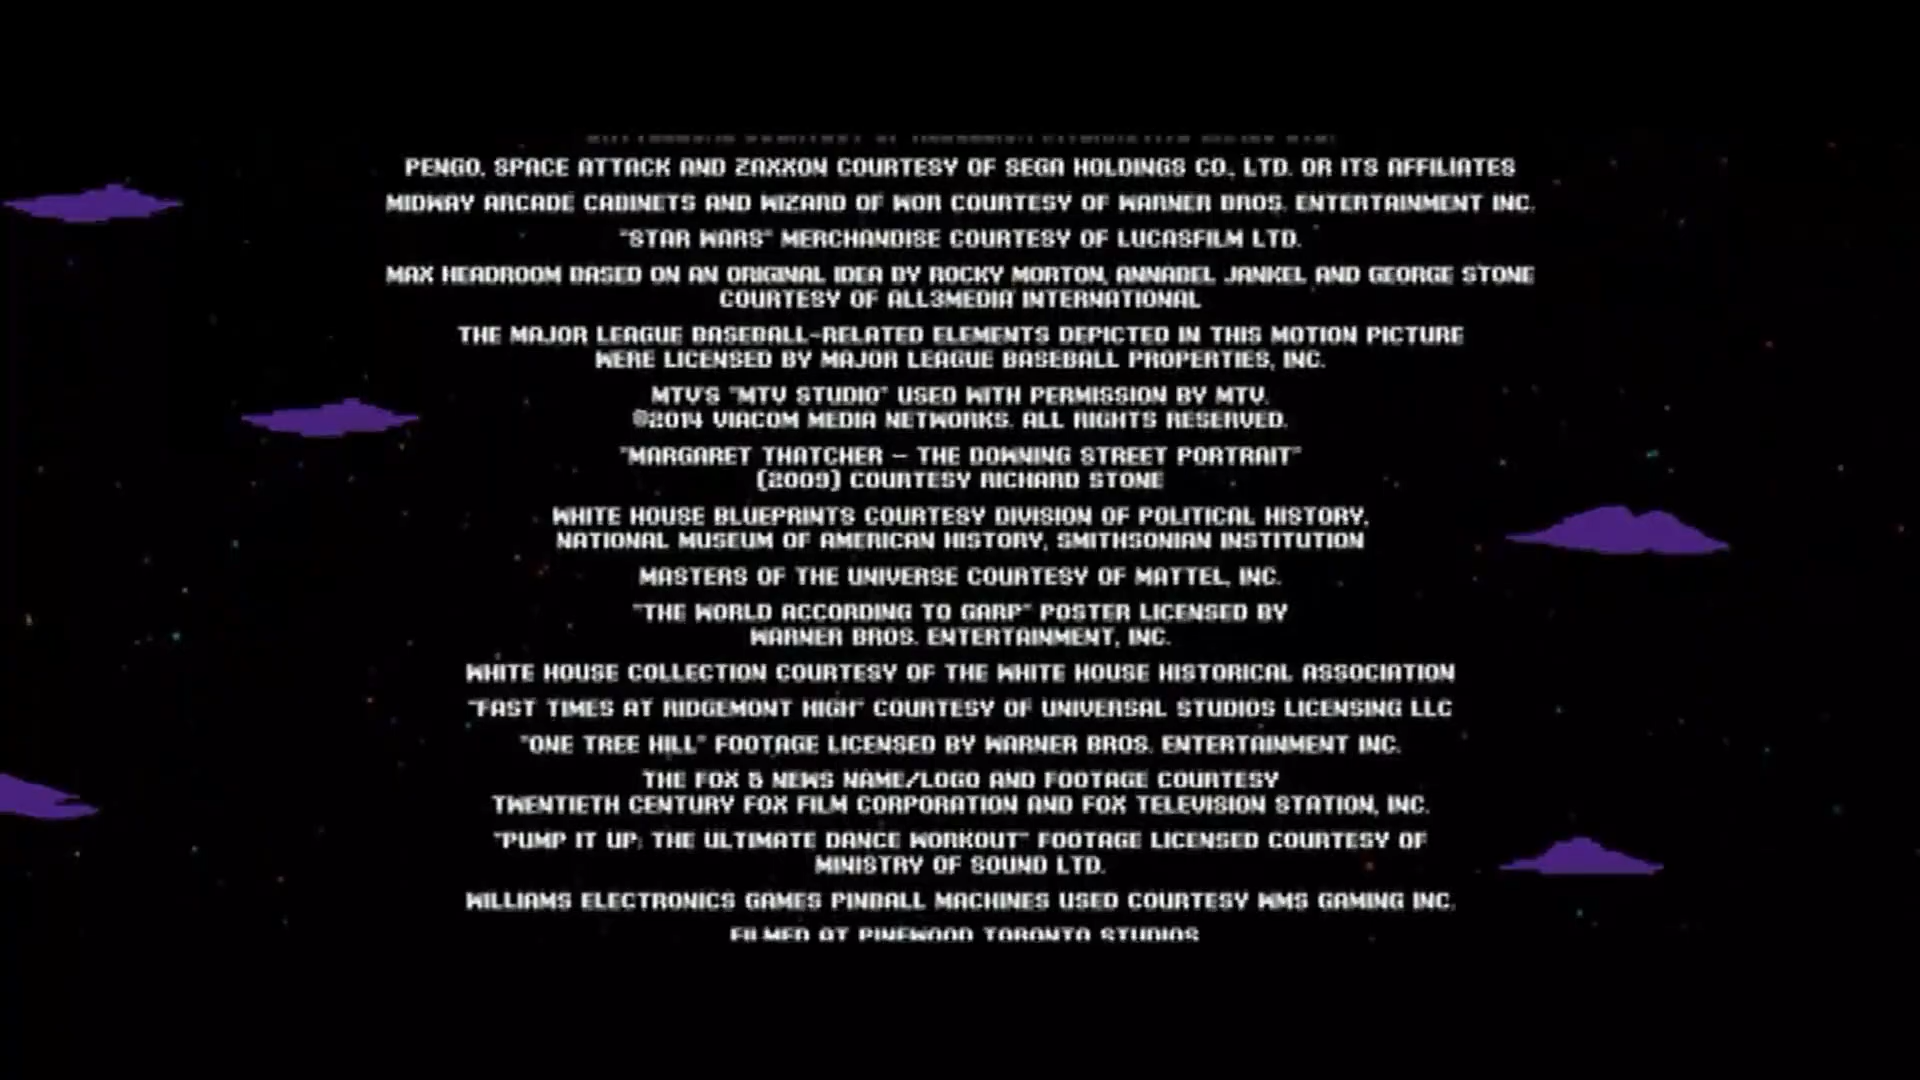 PENGO, SPACE ATTACK AND ZAXXON COURTESY OF SEGA HOLDINGS CO., LTD. OR ITS AFFILIATES
MIDWAY ARCADE CABINETS AND WIZARD OF WOR COURTESY OF WARNER BROS. ENTERTAINMENT INC.
"STAR WARS" MERCHANDISE COURTESY OF LUCASFILM LTD.
MAX HEADROOM BASED ON AN ORIGINAL IDEA BY ROCKY MORTON, ANNABEL JANKEL AND GEORGE STONE
COURTESY OF ALL3MEDIA INTERNATIONAL
THE MAJOR LEAGUE BASEBALL-RELATED ELEMENTS DEPICTED IN THIS MOTION PICTURE
WERE LICENSED BY MAJOR LEAGUE BASEBALL PROPERTIES, INC.
MTV'S "MTV STUDIO" USED WITH PERMISSION BY MTV.
©2014 VIACOM MEDIA NETWORKS. ALL RIGHTS RESERVED.
"MARGARET THATCHER - THE DOWNING STREET PORTRAIT"
(2009) COURTESY RICHARD STONE
WHITE HOUSE BLUEPRINTS COURTESY DIVISION OF POLITICAL HISTORY,
NATIONAL MUSEUM OF AMERICAN HISTORY, SMITHSONIAN INSTITUTION
MASTERS OF THE UNIVERSE COURTESY OF MATTEL, INC.
"THE WORLD ACCORDING TO GARP" POSTER LICENSED BY
WARNER BROS. ENTERTAINMENT, INC.
WHITE HOUSE COLLECTION COURTESY OF THE WHITE HOUSE HISTORICAL ASSOCIATION
"FAST TIMES AT RIDGEMONT HIGH" COURTESY OF UNIVERSAL STUDIOS LICENSING LLC
"ONE TREE HILL" FOOTAGE LICENSED BY WARNER BROS. ENTERTAINMENT INC.
THE FOX 5 NEWS NAME/LOGO AND FOOTAGE COURTESY
TWENTIETH CENTURY FOX FILM CORPORATION AND FOX TELEVISION STATION, INC.
"PUMP IT UP: THE ULTIMATE DANCE WORKOUT" FOOTAGE LICENSED COURTESY OF
MINISTRY OF SOUND LTD.
WILLIAMS ELECTRONICS GAMES PINBALL MACHINES USED COURTESY WMS GAMING INC.
FILMED AT PINEWOOD TORONTO STUDIOS